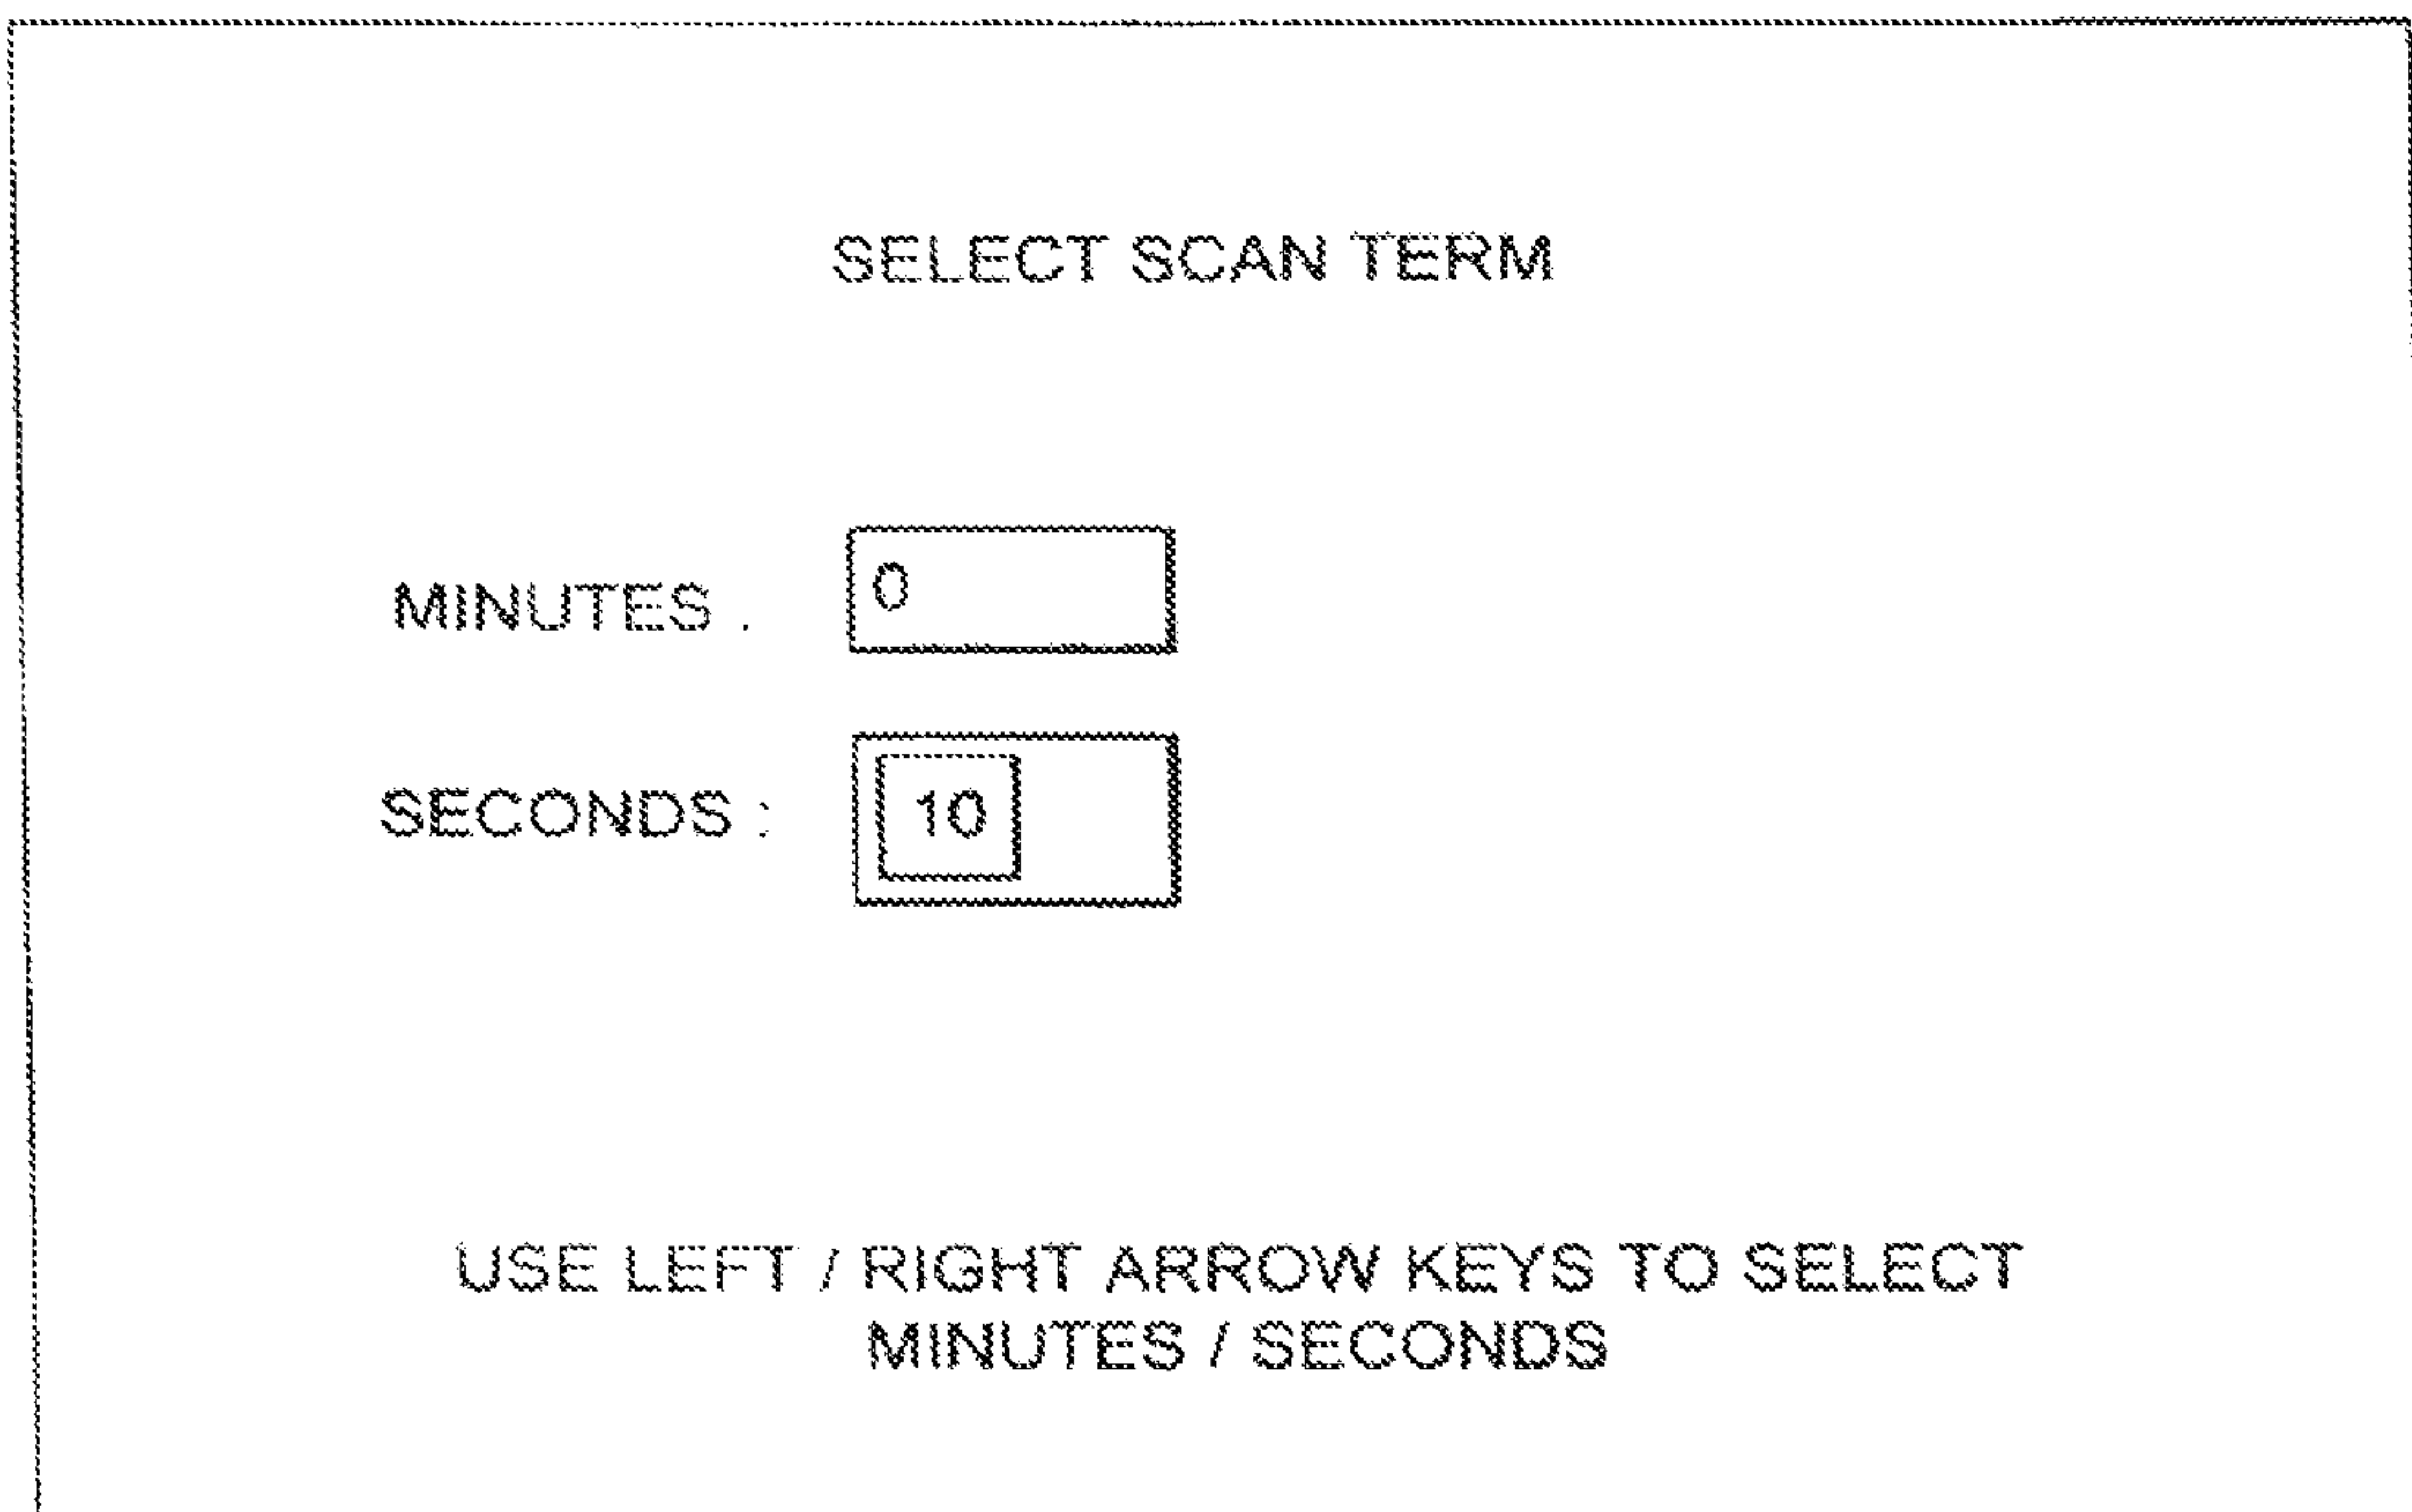 SELECT SCAN TERM
MINUTES . 0
SECONDS : 10
USE LEFT / RIGHT ARROW KEYS TO SELECT
MINUTES / SECONDS